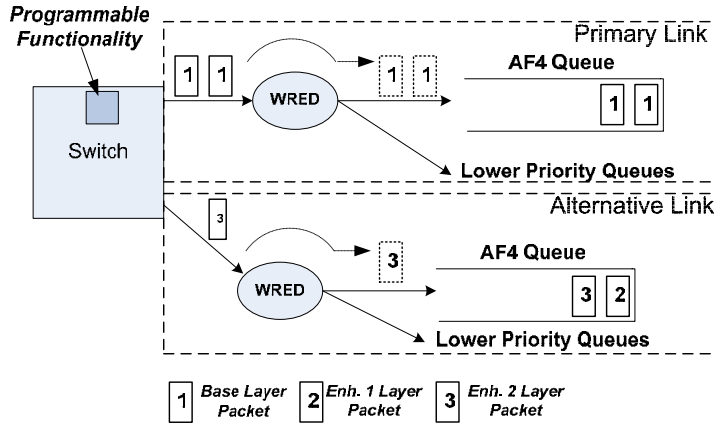 Programmable
Functionality
Primary Link
AF4 Queue
1 1
WRED
1 1
1 1
Switch
Lower Priority Queues
Alternative Link
3
AF4 Queue
3
WRED
3 2
Lower Priority Queues
1 Base Layer
Packet
2 Enh. 1 Layer
Packet
3 Enh. 2 Layer
Packet